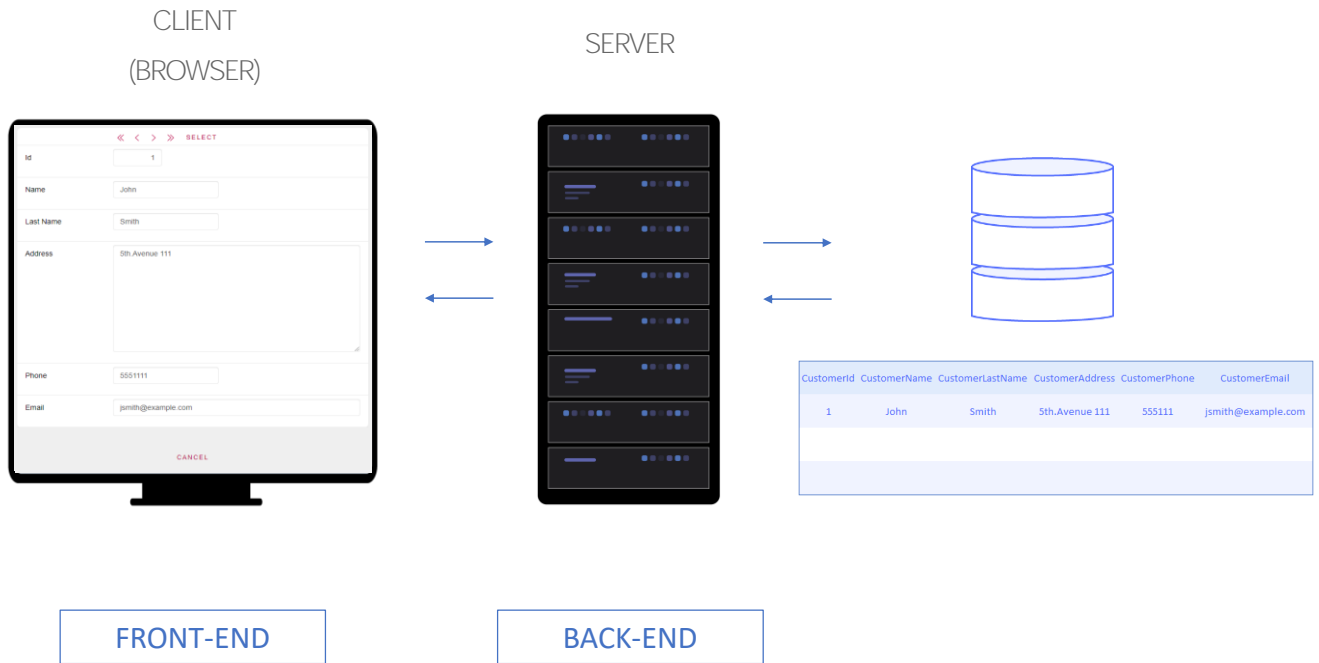 CLIENT
(BROWSER)
SERVER
SELECT
Id 1
Name John
Last Name Smith
Address 5th.Avenue 111
Phone 5551111
Email jsmith@example.com
CANCEL
CustomerId CustomerName CustomerLastName CustomerAddress CustomerPhone CustomerEmail
1 John Smith 5th.Avenue 111 555111 jsmith@example.com
FRONT-END
BACK-END